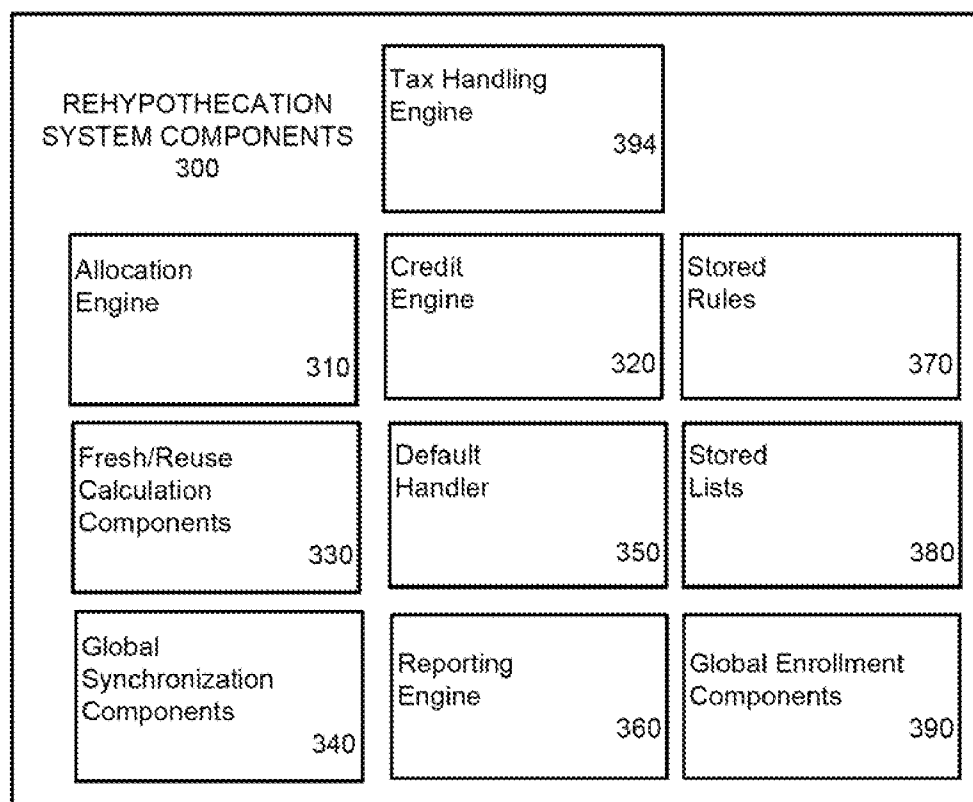 REHYPOTHECATION
SYSTEM COMPONENTS
300
Tax Handling
Engine
394
Allocation
Engine
310
Credit
Engine
320
Stored
Rules
370
Fresh/Reuse
Calculation
Components
330
Default
Handler
350
Stored
Lists
380
Global
Synchronization
Components
340
Reporting
Engine
360
Global Enrollment
Components
390